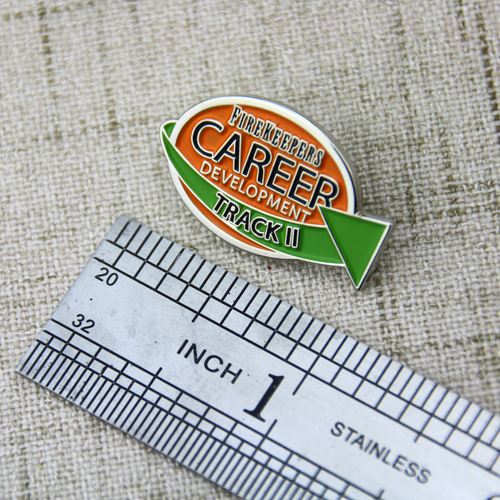 FIREKEEPERS
CAREER
DEVELOPMENT
TRACK II
20
32
INCH 1
STAINLESS